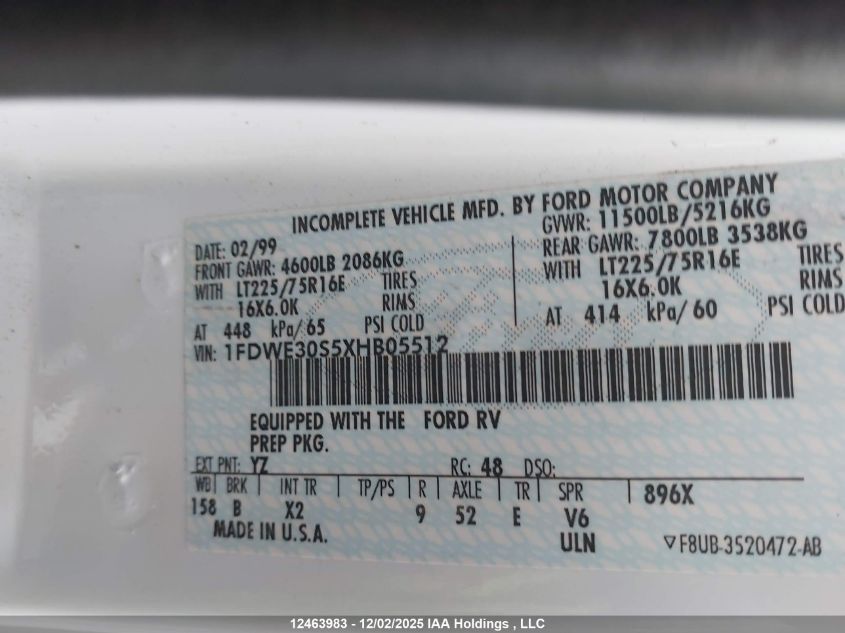 INCOMPLETE VEHICLE MFD. BY FORD MOTOR COMPANY
DATE: 02/99
GVWR: 11500LB/5216KG
FRONT GAWR: 4600LB 2086KG
REAR GAWR: 7800LB 3538KG
WITH LT225/75R16E TIRES
WITH LT225/75R16E TIRES
16X6.0K RIMS
16X6.0K RIMS
AT 448 kPa/65 PSI COLD
AT 414 kPa/60 PSI COLD
VIN: 1FDWE30S5XHB05512
EQUIPPED WITH THE FORD RV
PREP PKG.
EXT PNT: YZ RC: 48 DSO:
WB BRK INT TR TP/PS R AXLE TR SPR 896X
158 B X2 9 52 E V6
ULN
MADE IN U.S.A.
▽F8UB-3520472-AB
12463983 - 12/02/2025 IAA Holdings , LLC